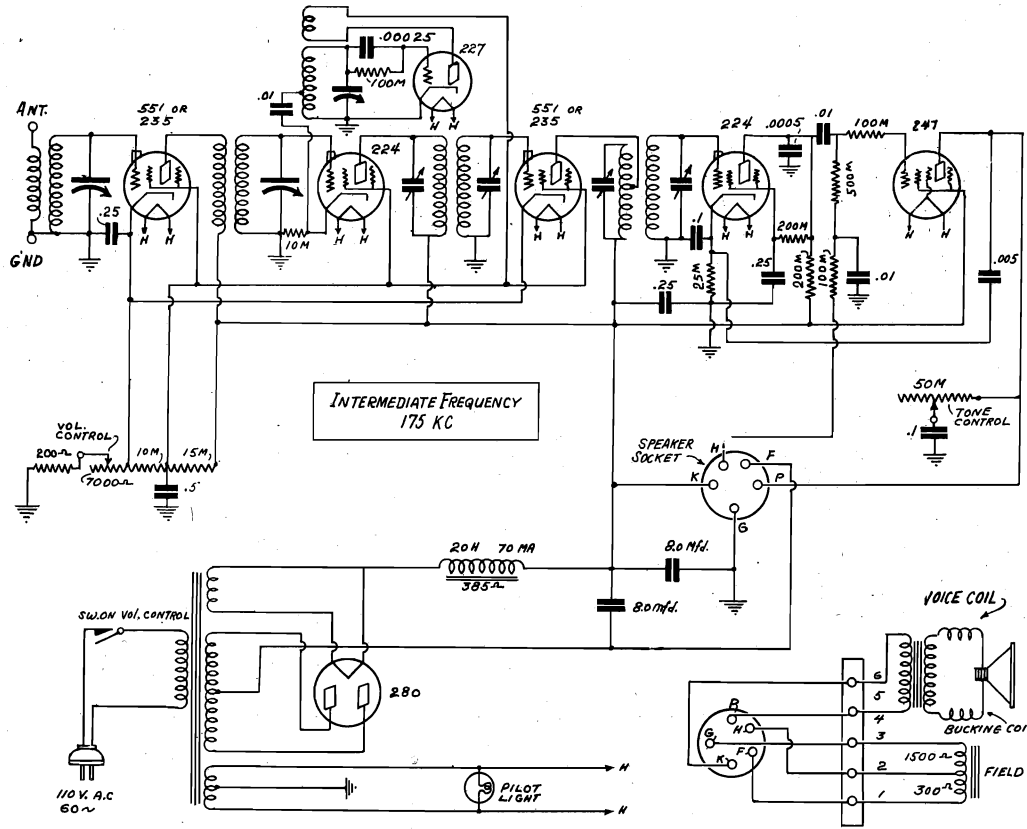 .00025
227
100M
.01
H H
ANT.
551 OR
235
224
551 OR
235
224
.0005
.01
100M
247
500M
.25
H H
10M
H H
H H
.1
H H
200M
H H
GND
.25
25M
.25
200M
100M
.01
.005
INTERMEDIATE FREQUENCY
175 KC
50M
TONE
CONTROL
.1
VOL.
CONTROL
200Ω
10M
15M
7000Ω
.5
SPEAKER
SOCKET
H
F
K
P
G
20H 70 MA
385Ω
8.0 Mfd.
8.0 mfd.
SW. ON VOL. CONTROL
280
VOICE COIL
6
5
4
3
2
1
B
H
G
F
K
BUCKING COI
1500Ω
300Ω
FIELD
H
PILOT
LIGHT
H
110 V. A.C
60~